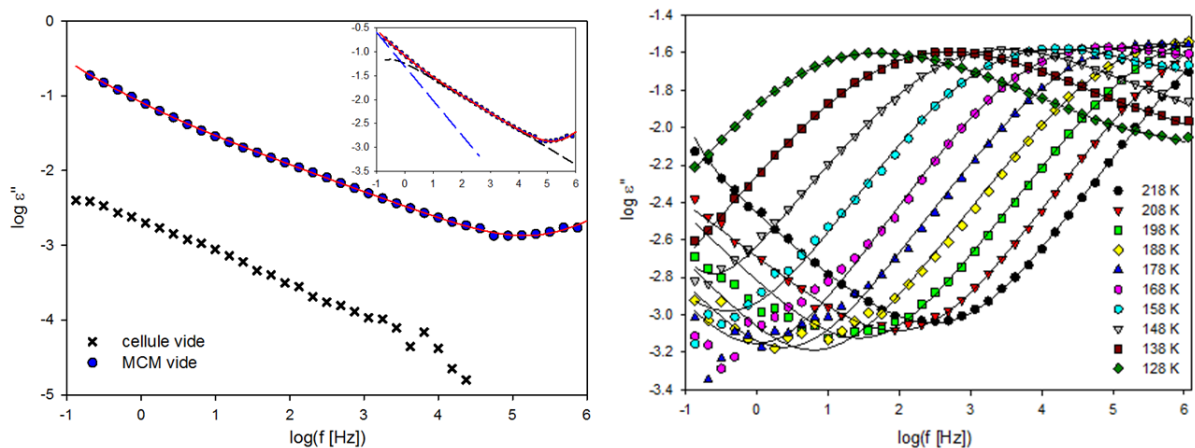 log ε"
0
-1
-2
-3
-4
-5
-1 0 1 2 3 4 5 6
log(f [Hz])
cellule vide
MCM vide
-0.5
-1.0
-1.5
-2.0
-2.5
-3.0
-3.5
-1 0 1 2 3 4 5 6
log ε"
-1.4
-1.6
-1.8
-2.0
-2.2
-2.4
-2.6
-2.8
-3.0
-3.2
-3.4
-1 0 1 2 3 4 5 6
log(f [Hz])
218 K
208 K
198 K
188 K
178 K
168 K
158 K
148 K
138 K
128 K